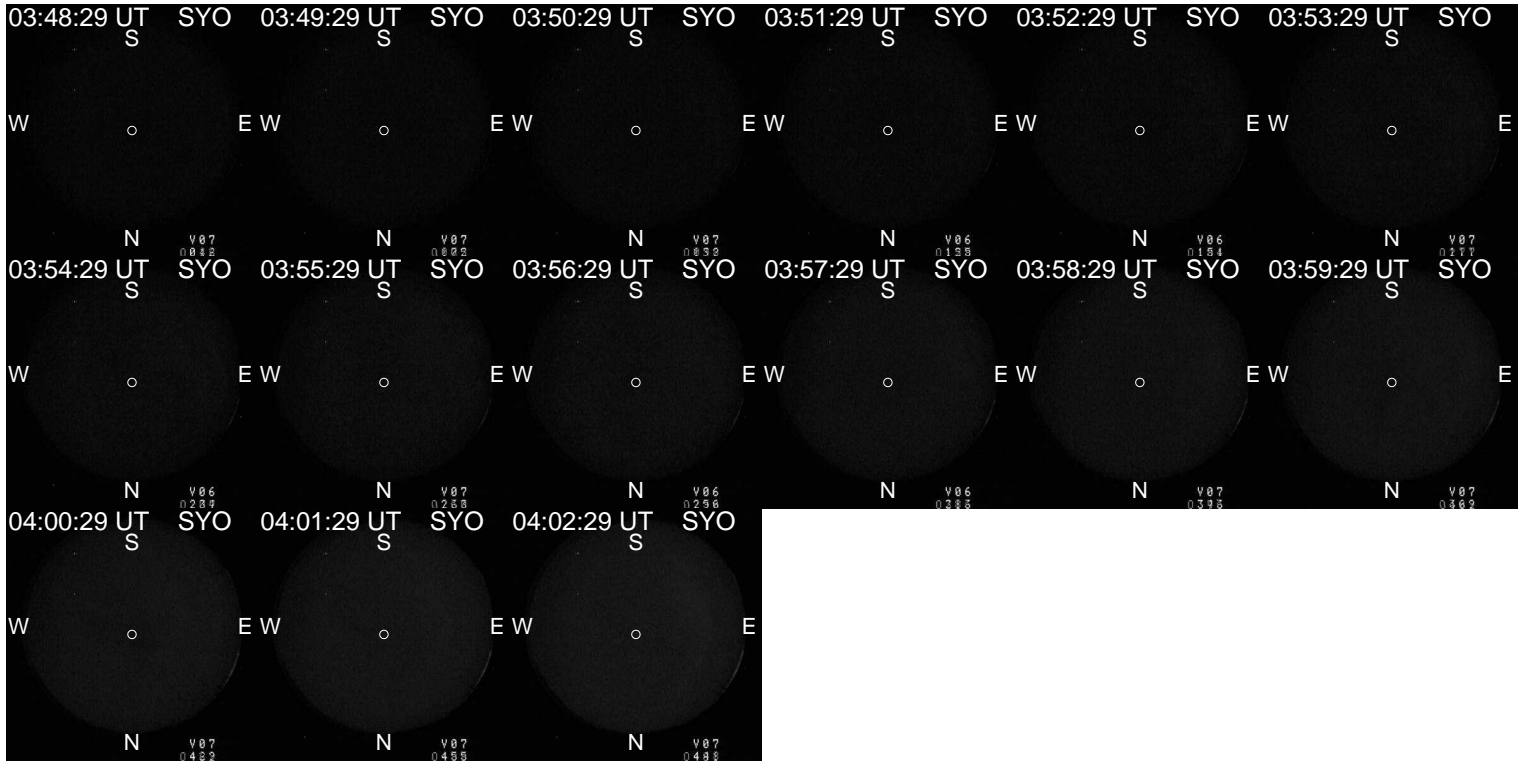 03:48:29 UT SYO 03:49:29 UT SYO 03:50:29 UT SYO 03:51:29 UT SYO 03:52:29 UT SYO 03:53:29 UT SYO
S S S S S S
W E W E W E W E W E W E
N N N N N N
V07 V07 V07 V06 V06 V07
03:54:29 UT SYO 03:55:29 UT SYO 03:56:29 UT SYO 03:57:29 UT SYO 03:58:29 UT SYO 03:59:29 UT SYO
S S S S S S
W E W E W E W E W E W E
N N N N N N
V06 V07 V06 V06 V07 V07
04:00:29 UT SYO 04:01:29 UT SYO 04:02:29 UT SYO
S S S
W E W E W E
N N N
V07 V07 V07
0455